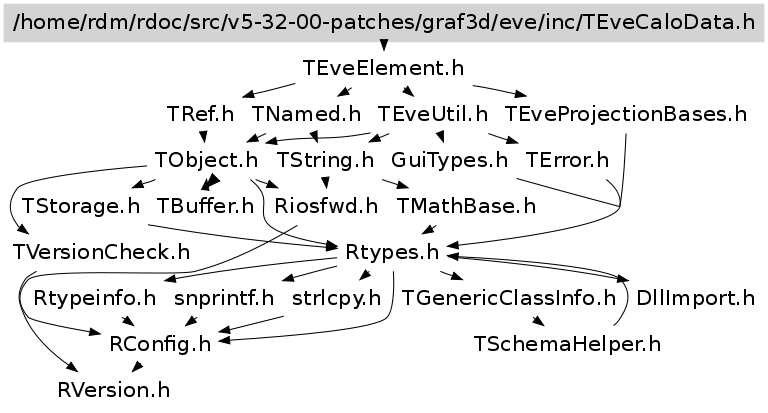 /home/rdm/rdoc/src/v5-32-00-patches/graf3d/eve/inc/TEveCaloData.h
TEveElement.h
TRef.h TNamed.h TEveUtil.h TEveProjectionBases.h
TObject.h TString.h GuiTypes.h TError.h
TStorage.h TBuffer.h Riosfwd.h TMathBase.h
TVersionCheck.h Rtypes.h
Rtypeinfo.h snprintf.h strlcpy.h TGenericClassInfo.h DllImport.h
RConfig.h TSchemaHelper.h
RVersion.h